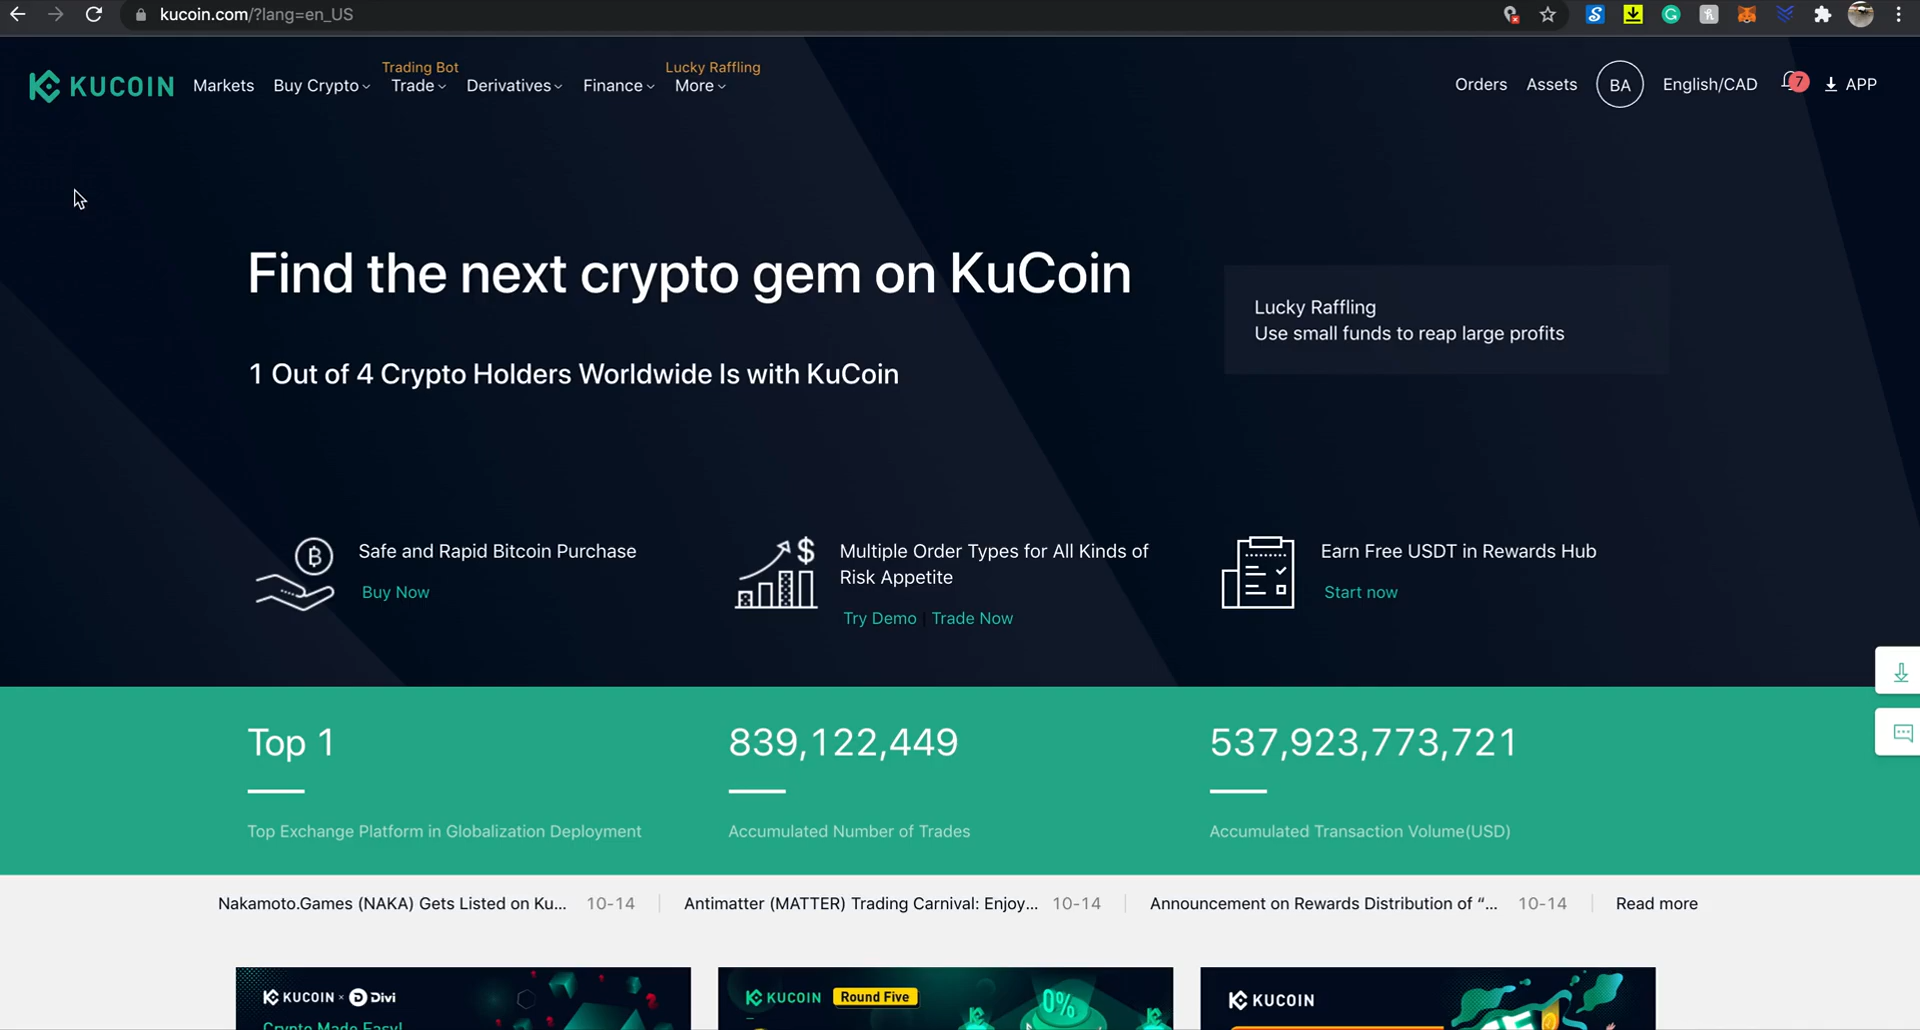 kucoin.com/?lang=en_US
KUCOIN
Markets
Buy Crypto
Trading Bot
Trade
Derivatives
Finance
Lucky Raffling
More
Orders
Assets
BA
English/CAD
7
APP
Find the next crypto gem on KuCoin
1 Out of 4 Crypto Holders Worldwide Is with KuCoin
Lucky Raffling
Use small funds to reap large profits
Safe and Rapid Bitcoin Purchase
Buy Now
Multiple Order Types for All Kinds of
Risk Appetite
Try Demo | Trade Now
Earn Free USDT in Rewards Hub
Start now
Top 1
Top Exchange Platform in Globalization Deployment
839,122,449
Accumulated Number of Trades
537,923,773,721
Accumulated Transaction Volume(USD)
Nakamoto.Games (NAKA) Gets Listed on Ku... 10-14
Antimatter (MATTER) Trading Carnival: Enjoy... 10-14
Announcement on Rewards Distribution of “... 10-14
Read more
KUCOIN × Divi
Crypto Made Easy!
KUCOIN Round Five
0%
KUCOIN